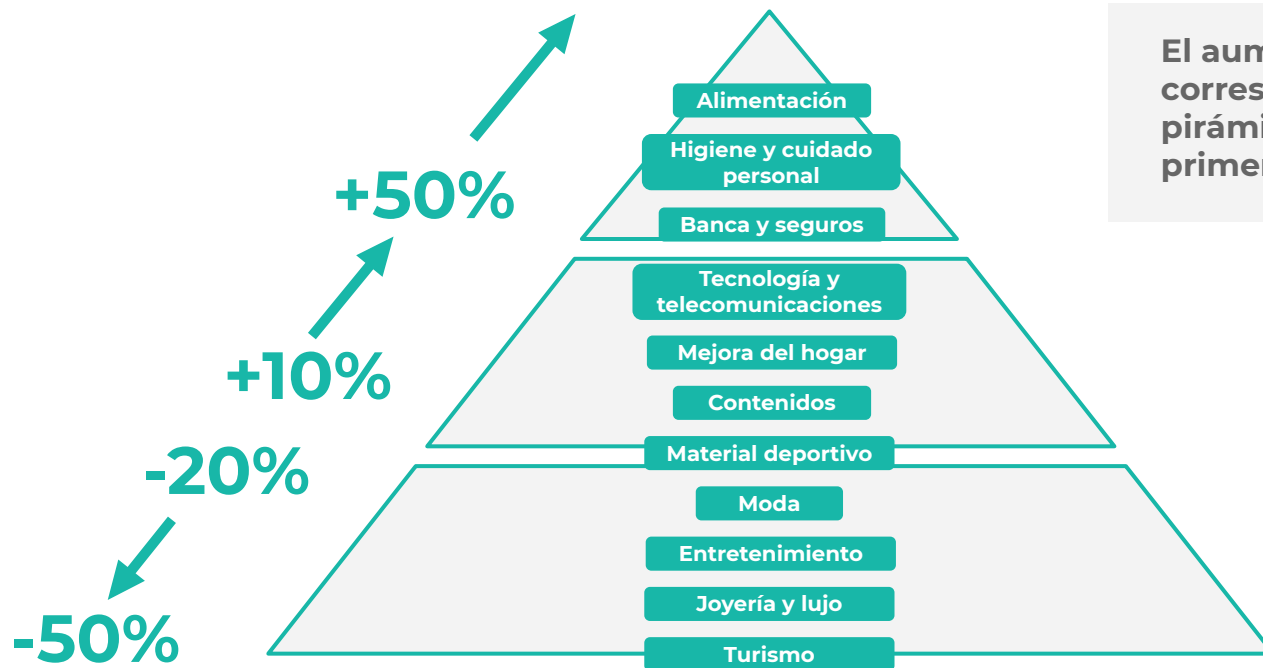 El
Alimentación
Higiene y cuidado
personal
+50%
Banca y seguros
Tecnología y
telecomunicaciones
Mejora del hogar
+10%
Contenidos
Material deportivo
-20%
Moda
Entretenimiento
Joyería y lujo
-50%
Turismo